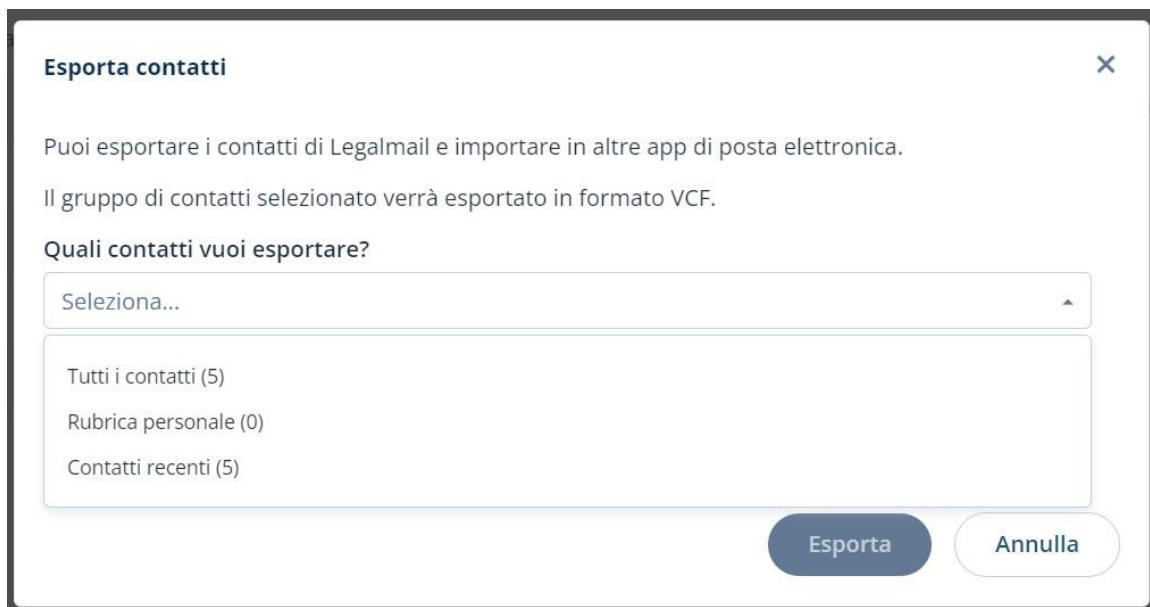 Esporta contatti
Puoi esportare i contatti di Legalmail e importare in altre app di posta elettronica.
Il gruppo di contatti selezionato verrà esportato in formato VCF.
Quali contatti vuoi esportare?
Seleziona...
Tutti i contatti (5)
Rubrica personale (0)
Contatti recenti (5)
Esporta Annulla